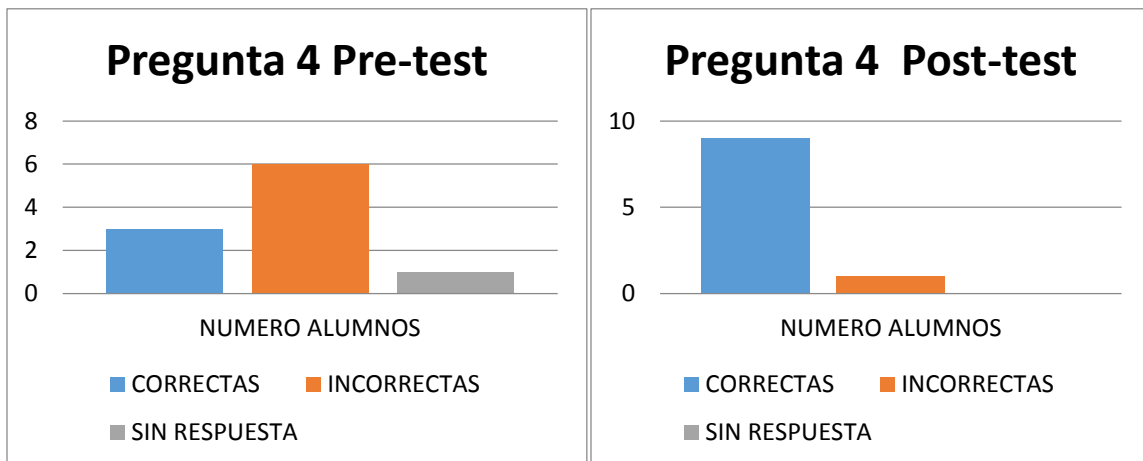 Pregunta 4 Pre-test
8
6
4
2
0
NUMERO ALUMNOS
CORRECTAS
INCORRECTAS
SIN RESPUESTA
Pregunta 4 Post-test
10
5
0
NUMERO ALUMNOS
CORRECTAS
INCORRECTAS
SIN RESPUESTA